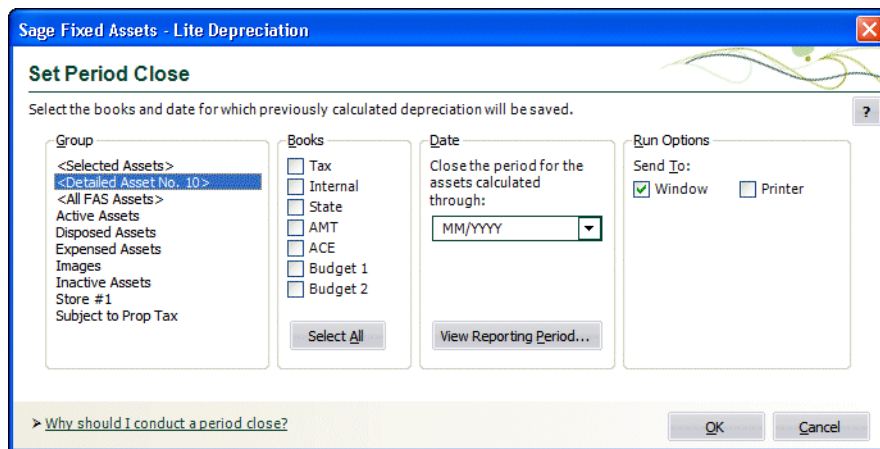 Sage Fixed Assets - Lite Depreciation
Set Period Close
Select the books and date for which previously calculated depreciation will be saved.
?
Group
<Selected Assets>
<Detailed Asset No. 10>
<All FAS Assets>
Active Assets
Disposed Assets
Expensed Assets
Images
Inactive Assets
Store #1
Subject to Prop Tax
Books
Tax
Internal
State
AMT
ACE
Budget 1
Budget 2
Select All
Date
Close the period for the
assets calculated
through:
MM/YYYY
View Reporting Period...
Run Options
Send To:
Window
Printer
Why should I conduct a period close?
OK
Cancel